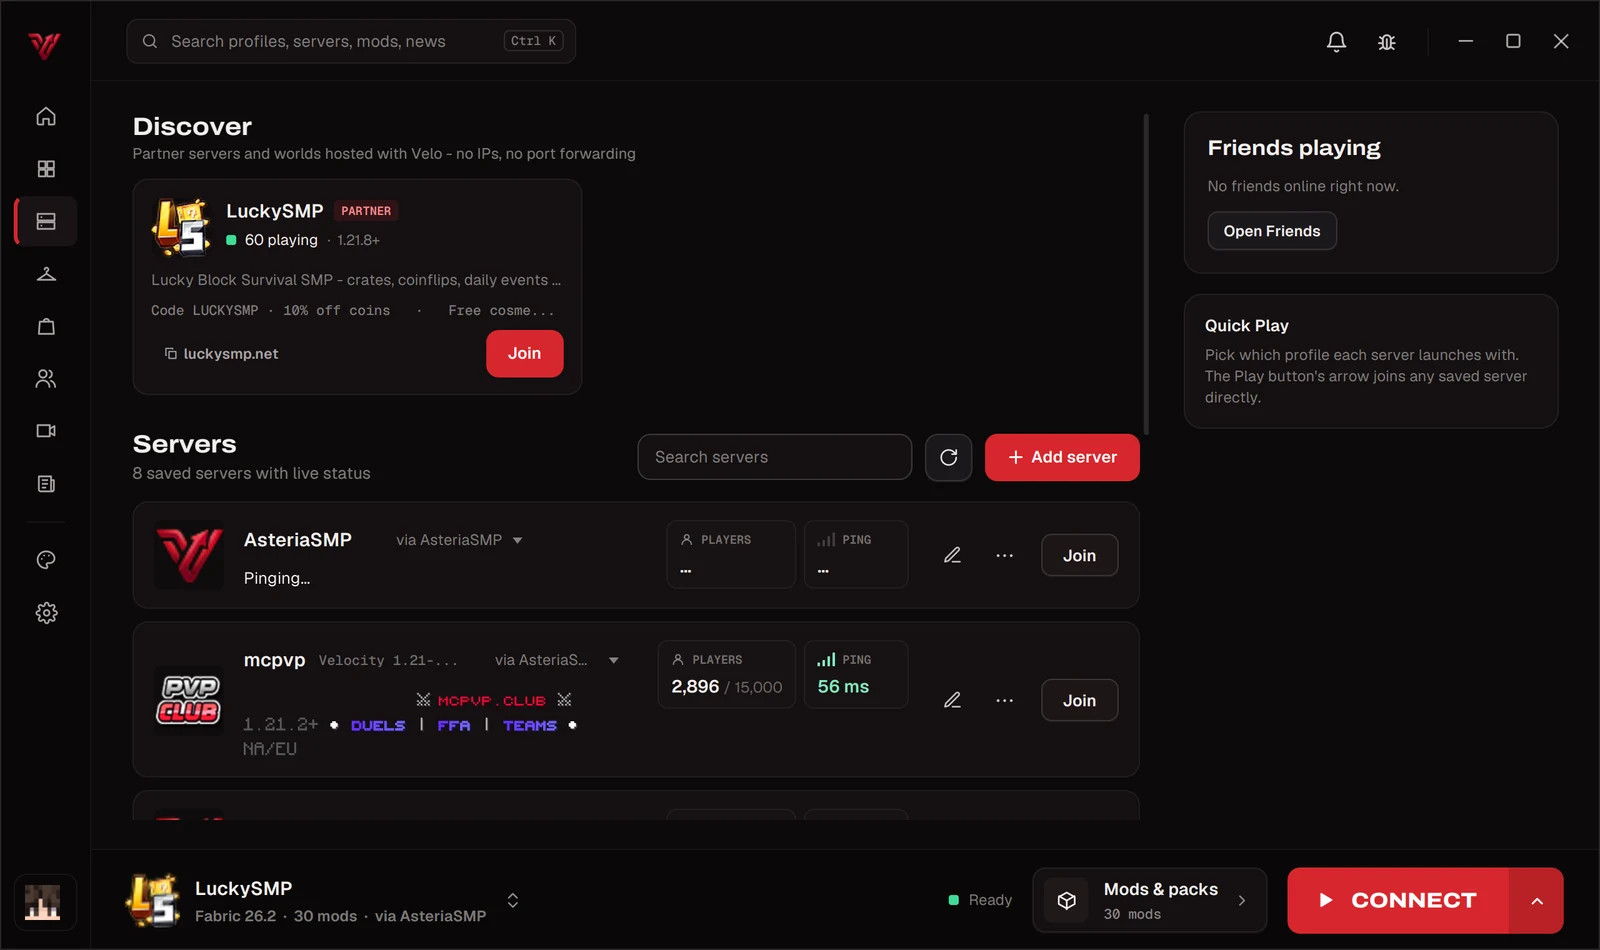 Search profiles, servers, mods, news
Ctrl K
Discover
Partner servers and worlds hosted with Velo - no IPs, no port forwarding
LuckySMP PARTNER
60 playing · 1.21.8+
Lucky Block Survival SMP - crates, coinflips, daily events ...
Code LUCKYSMP · 10% off coins · Free cosme...
luckysmp.net
Join
Friends playing
No friends online right now.
Open Friends
Quick Play
Pick which profile each server launches with.
The Play button's arrow joins any saved server
directly.
Servers
8 saved servers with live status
Search servers
+ Add server
AsteriaSMP via AsteriaSMP
Pinging...
PLAYERS
...
PING
...
Join
PVP
CLUB
mcpvp Velocity 1.21-... via AsteriaS...
MCPVP.CLUB
1.21.2+ • DUELS | FFA | TEAMS •
NA/EU
PLAYERS
2,896 / 15,000
PING
56 ms
Join
LS
LuckySMP
Fabric 26.2 · 30 mods · via AsteriaSMP
Ready
Mods & packs
30 mods
CONNECT